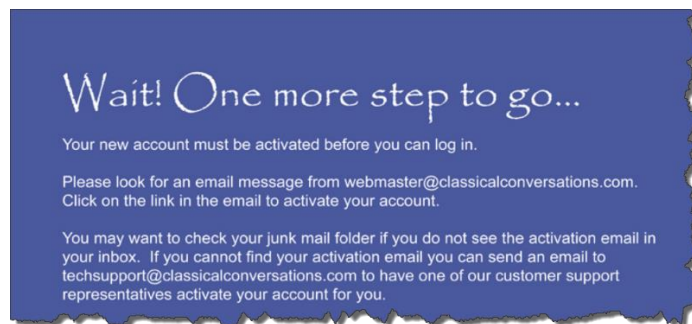 Wait! One more step to go...
Your new account must be activated before you can log in.
Please look for an email message from webmaster@classicalconversations.com.
Click on the link in the email to activate your account.
You may want to check your junk mail folder if you do not see the activation email in
your inbox.  If you cannot find your activation email you can send an email to
techsupport@classicalconversations.com to have one of our customer support
representatives activate your account for you.